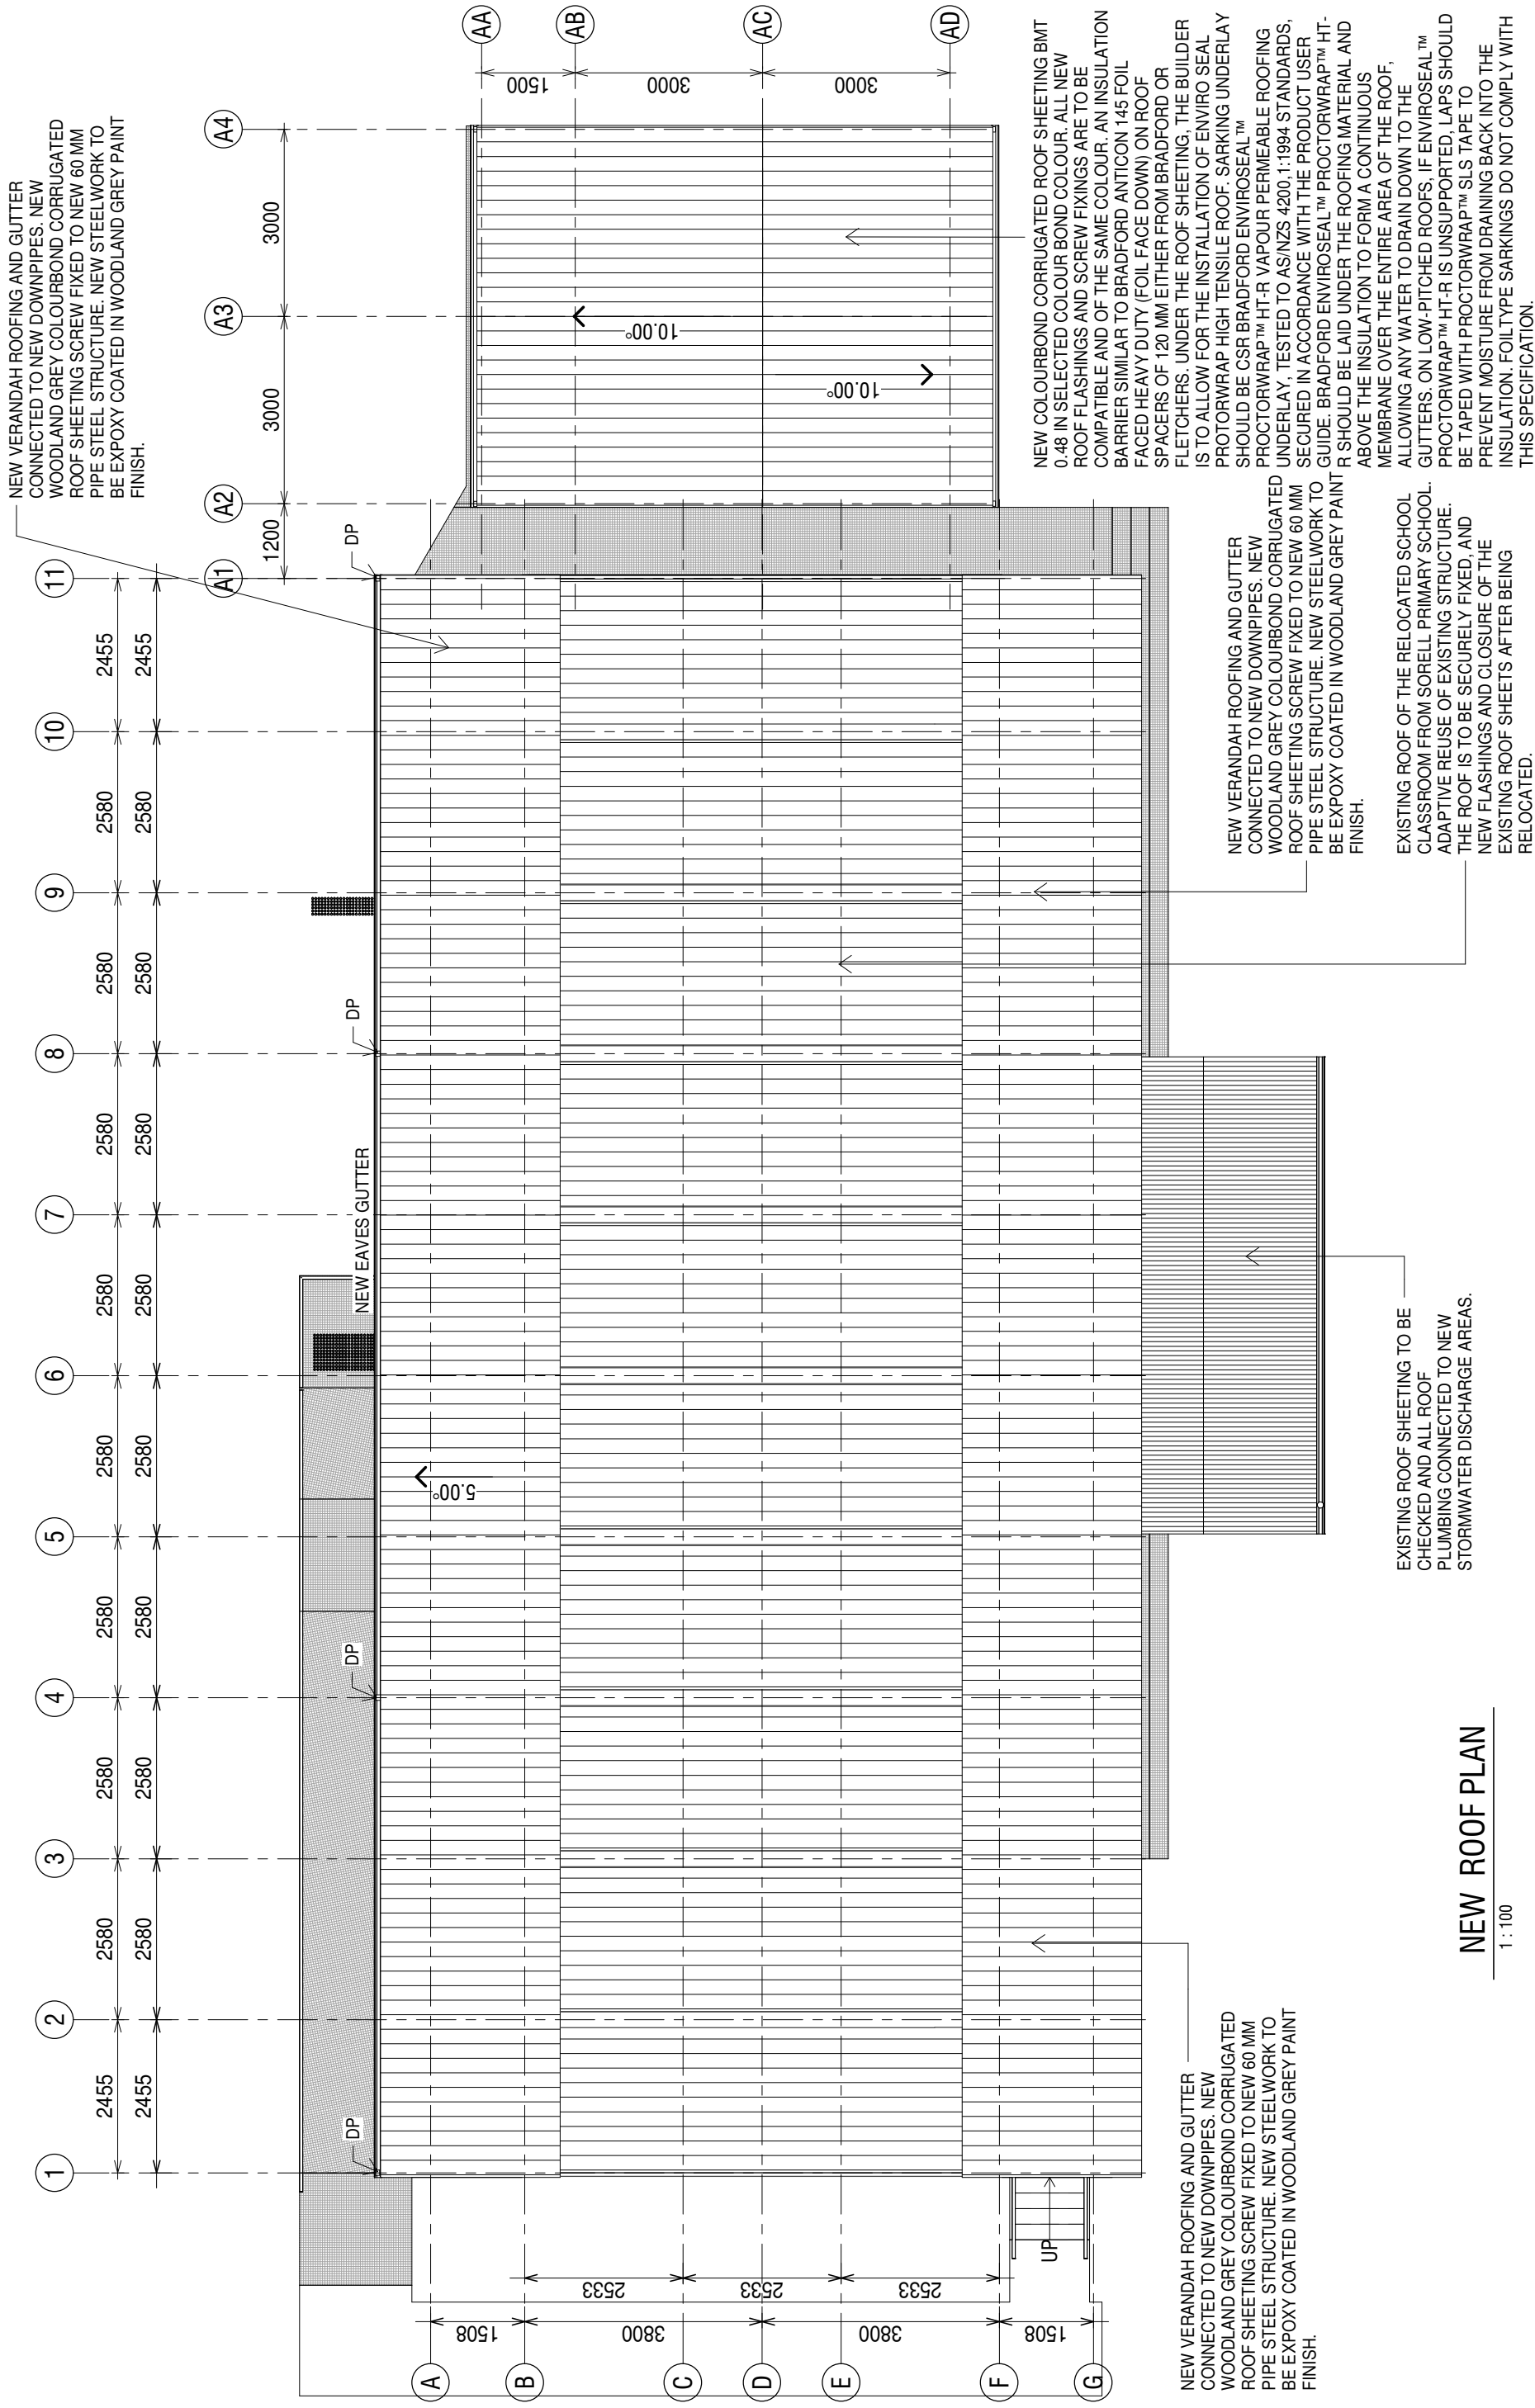 NEW VERANDAH ROOFING AND GUTTER
CONNECTED TO NEW DOWNPIPES. NEW
WOODLAND GREY COLOURBOND CORRUGATED
ROOF SHEETING SCREW FIXED TO NEW 60 MM
PIPE STEEL STRUCTURE. NEW STEELWORK TO
BE EXPOXY COATED IN WOODLAND GREY PAINT
FINISH.
1
2
3
4
5
6
7
8
9
10
11
2455
2580
2580
2580
2580
2580
2580
2580
2580
2455
2455
2580
2580
2580
2580
2580
2580
2580
2580
2455
A1
A2
A3
A4
1200
3000
3000
AA
AB
AC
AD
1500
3000
3000
DP
DP
NEW EAVES GUTTER
DP
DP
5.00°
10.00°
10.00°
A
B
C
D
E
F
G
1508
3800
3800
1508
2533
2533
2533
UP
NEW VERANDAH ROOFING AND GUTTER
CONNECTED TO NEW DOWNPIPES. NEW
WOODLAND GREY COLOURBOND CORRUGATED
ROOF SHEETING SCREW FIXED TO NEW 60 MM
PIPE STEEL STRUCTURE. NEW STEELWORK TO
BE EXPOXY COATED IN WOODLAND GREY PAINT
FINISH.
EXISTING ROOF SHEETING TO BE
CHECKED AND ALL ROOF
PLUMBING CONNECTED TO NEW
STORMWATER DISCHARGE AREAS.
NEW VERANDAH ROOFING AND GUTTER
CONNECTED TO NEW DOWNPIPES. NEW
WOODLAND GREY COLOURBOND CORRUGATED
ROOF SHEETING SCREW FIXED TO NEW 60 MM
PIPE STEEL STRUCTURE. NEW STEELWORK TO
BE EXPOXY COATED IN WOODLAND GREY PAINT
FINISH.
EXISTING ROOF OF THE RELOCATED SCHOOL
CLASSROOM FROM SORELL PRIMARY SCHOOL.
ADAPTIVE REUSE OF EXISTING STRUCTURE.
THE ROOF IS TO BE SECURELY FIXED, AND
NEW FLASHINGS AND CLOSURE OF THE
EXISTING ROOF SHEETS AFTER BEING
RELOCATED.
NEW COLOURBOND CORRUGATED ROOF SHEETING BMT
0.48 IN SELECTED COLOUR BOND COLOUR. ALL NEW
ROOF FLASHINGS AND SCREW FIXINGS ARE TO BE
COMPATIBLE AND OF THE SAME COLOUR. AN INSULATION
BARRIER SIMILAR TO BRADFORD ANTICON 145 FOIL
FACED HEAVY DUTY (FOIL FACE DOWN) ON ROOF
SPACERS OF 120 MM EITHER FROM BRADFORD OR
FLETCHERS. UNDER THE ROOF SHEETING, THE BUILDER
IS TO ALLOW FOR THE INSTALLATION OF ENVIRO SEAL
PROTORWRAP HIGH TENSILE ROOF. SARKING UNDERLAY
SHOULD BE CSR BRADFORD ENVIROSEAL™
PROCTORWRAP™ HT-R VAPOUR PERMEABLE ROOFING
UNDERLAY, TESTED TO AS/NZS 4200,1:1994 STANDARDS,
SECURED IN ACCORDANCE WITH THE PRODUCT USER
GUIDE. BRADFORD ENVIROSEAL™ PROCTORWRAP™ HT-
R SHOULD BE LAID UNDER THE ROOFING MATERIAL AND
ABOVE THE INSULATION TO FORM A CONTINUOUS
MEMBRANE OVER THE ENTIRE AREA OF THE ROOF,
ALLOWING ANY WATER TO DRAIN DOWN TO THE
GUTTERS. ON LOW-PITCHED ROOFS, IF ENVIROSEAL™
PROCTORWRAP™ HT-R IS UNSUPPORTED, LAPS SHOULD
BE TAPED WITH PROCTORWRAP™ SLS TAPE TO
PREVENT MOISTURE FROM DRAINING BACK INTO THE
INSULATION. FOILTYPE SARKINGS DO NOT COMPLY WITH
THIS SPECIFICATION.
NEW ROOF PLAN
1 : 100